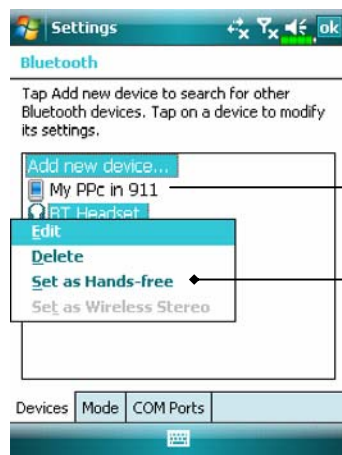 Settings ok
Bluetooth
Tap Add new device to search for other
Bluetooth devices. Tap on a device to modify
its settings.
Add new device...
My PPc in 911
BT Headset
Edit
Delete
Set as Hands-free
Set as Wireless Stereo
Devices Mode COM Ports